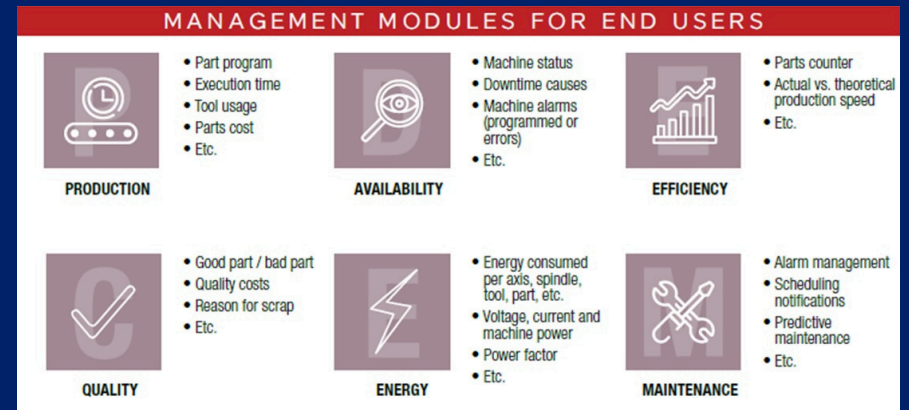 MANAGEMENT MODULES FOR END USERS
P
• Part program
• Execution time
• Tool usage
• Parts cost
• Etc.
PRODUCTION
D
• Machine status
• Downtime causes
• Machine alarms
(programmed or
errors)
• Etc.
AVAILABILITY
E
• Parts counter
• Actual vs. theoretical
production speed
• Etc.
EFFICIENCY
C
• Good part / bad part
• Quality costs
• Reason for scrap
• Etc.
QUALITY
E
• Energy consumed
per axis, spindle,
tool, part, etc.
• Voltage, current and
machine power
• Power factor
• Etc.
ENERGY
M
• Alarm management
• Scheduling
notifications
• Predictive
maintenance
• Etc.
MAINTENANCE